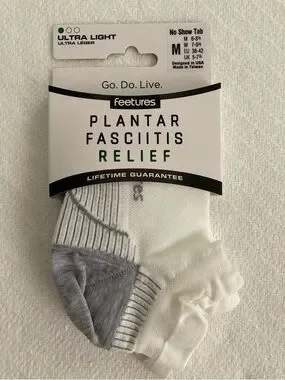 ULTRA LIGHT
ULTRA LÉGER
No Show Tab
M
M 6-8½
W 7-9½
EU 38-42
UK 5-7½
Designed in USA
Made in Taiwan
Go. Do. Live.
feetures
PLANTAR
FASCIITIS
RELIEF
LIFETIME GUARANTEE